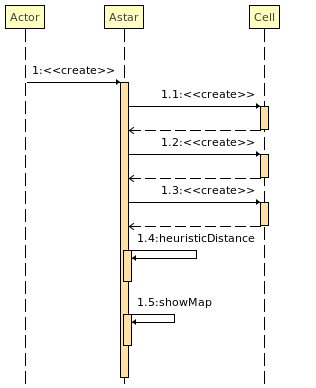 Actor
Astar
Cell
1:<<create>>
1.1:<<create>>
1.2:<<create>>
1.3:<<create>>
1.4:heuristicDistance
1.5:showMap